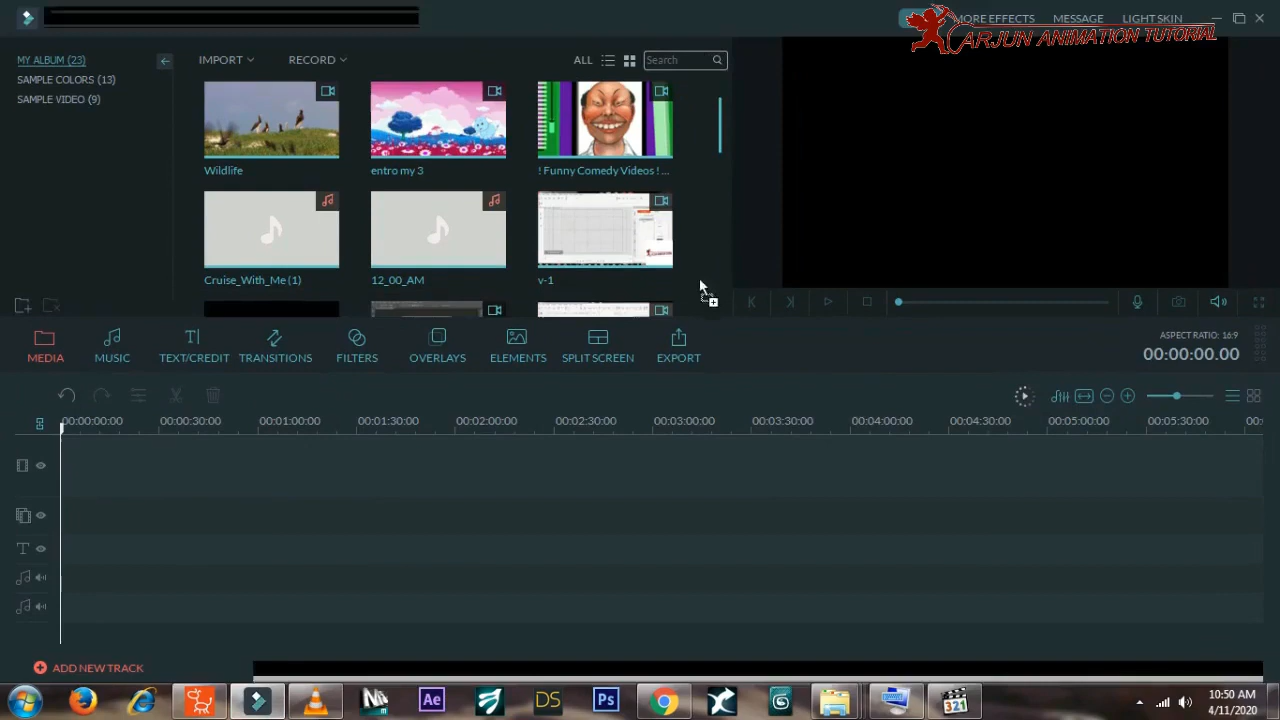 MORE EFFECTS MESSAGE LIGHT SKIN
ARJUN ANIMATION TUTORIAL
MY ALBUM (23)
SAMPLE COLORS (13)
SAMPLE VIDEO (9)
IMPORT RECORD ALL Search
Wildlife entro my 3 ! Funny Comedy Videos ! ...
Cruise_With_Me (1) 12_00_AM v-1
MEDIA MUSIC TEXT/CREDIT TRANSITIONS FILTERS OVERLAYS ELEMENTS SPLIT SCREEN EXPORT
ASPECT RATIO: 16:9
00:00:00.00
00:00:00:00 00:00:30:00 00:01:00:00 00:01:30:00 00:02:00:00 00:02:30:00 00:03:00:00 00:03:30:00 00:04:00:00 00:04:30:00 00:05:00:00 00:05:30:00 00:
T
ADD NEW TRACK
Ae DS Ps 321
10:50 AM
4/11/2020